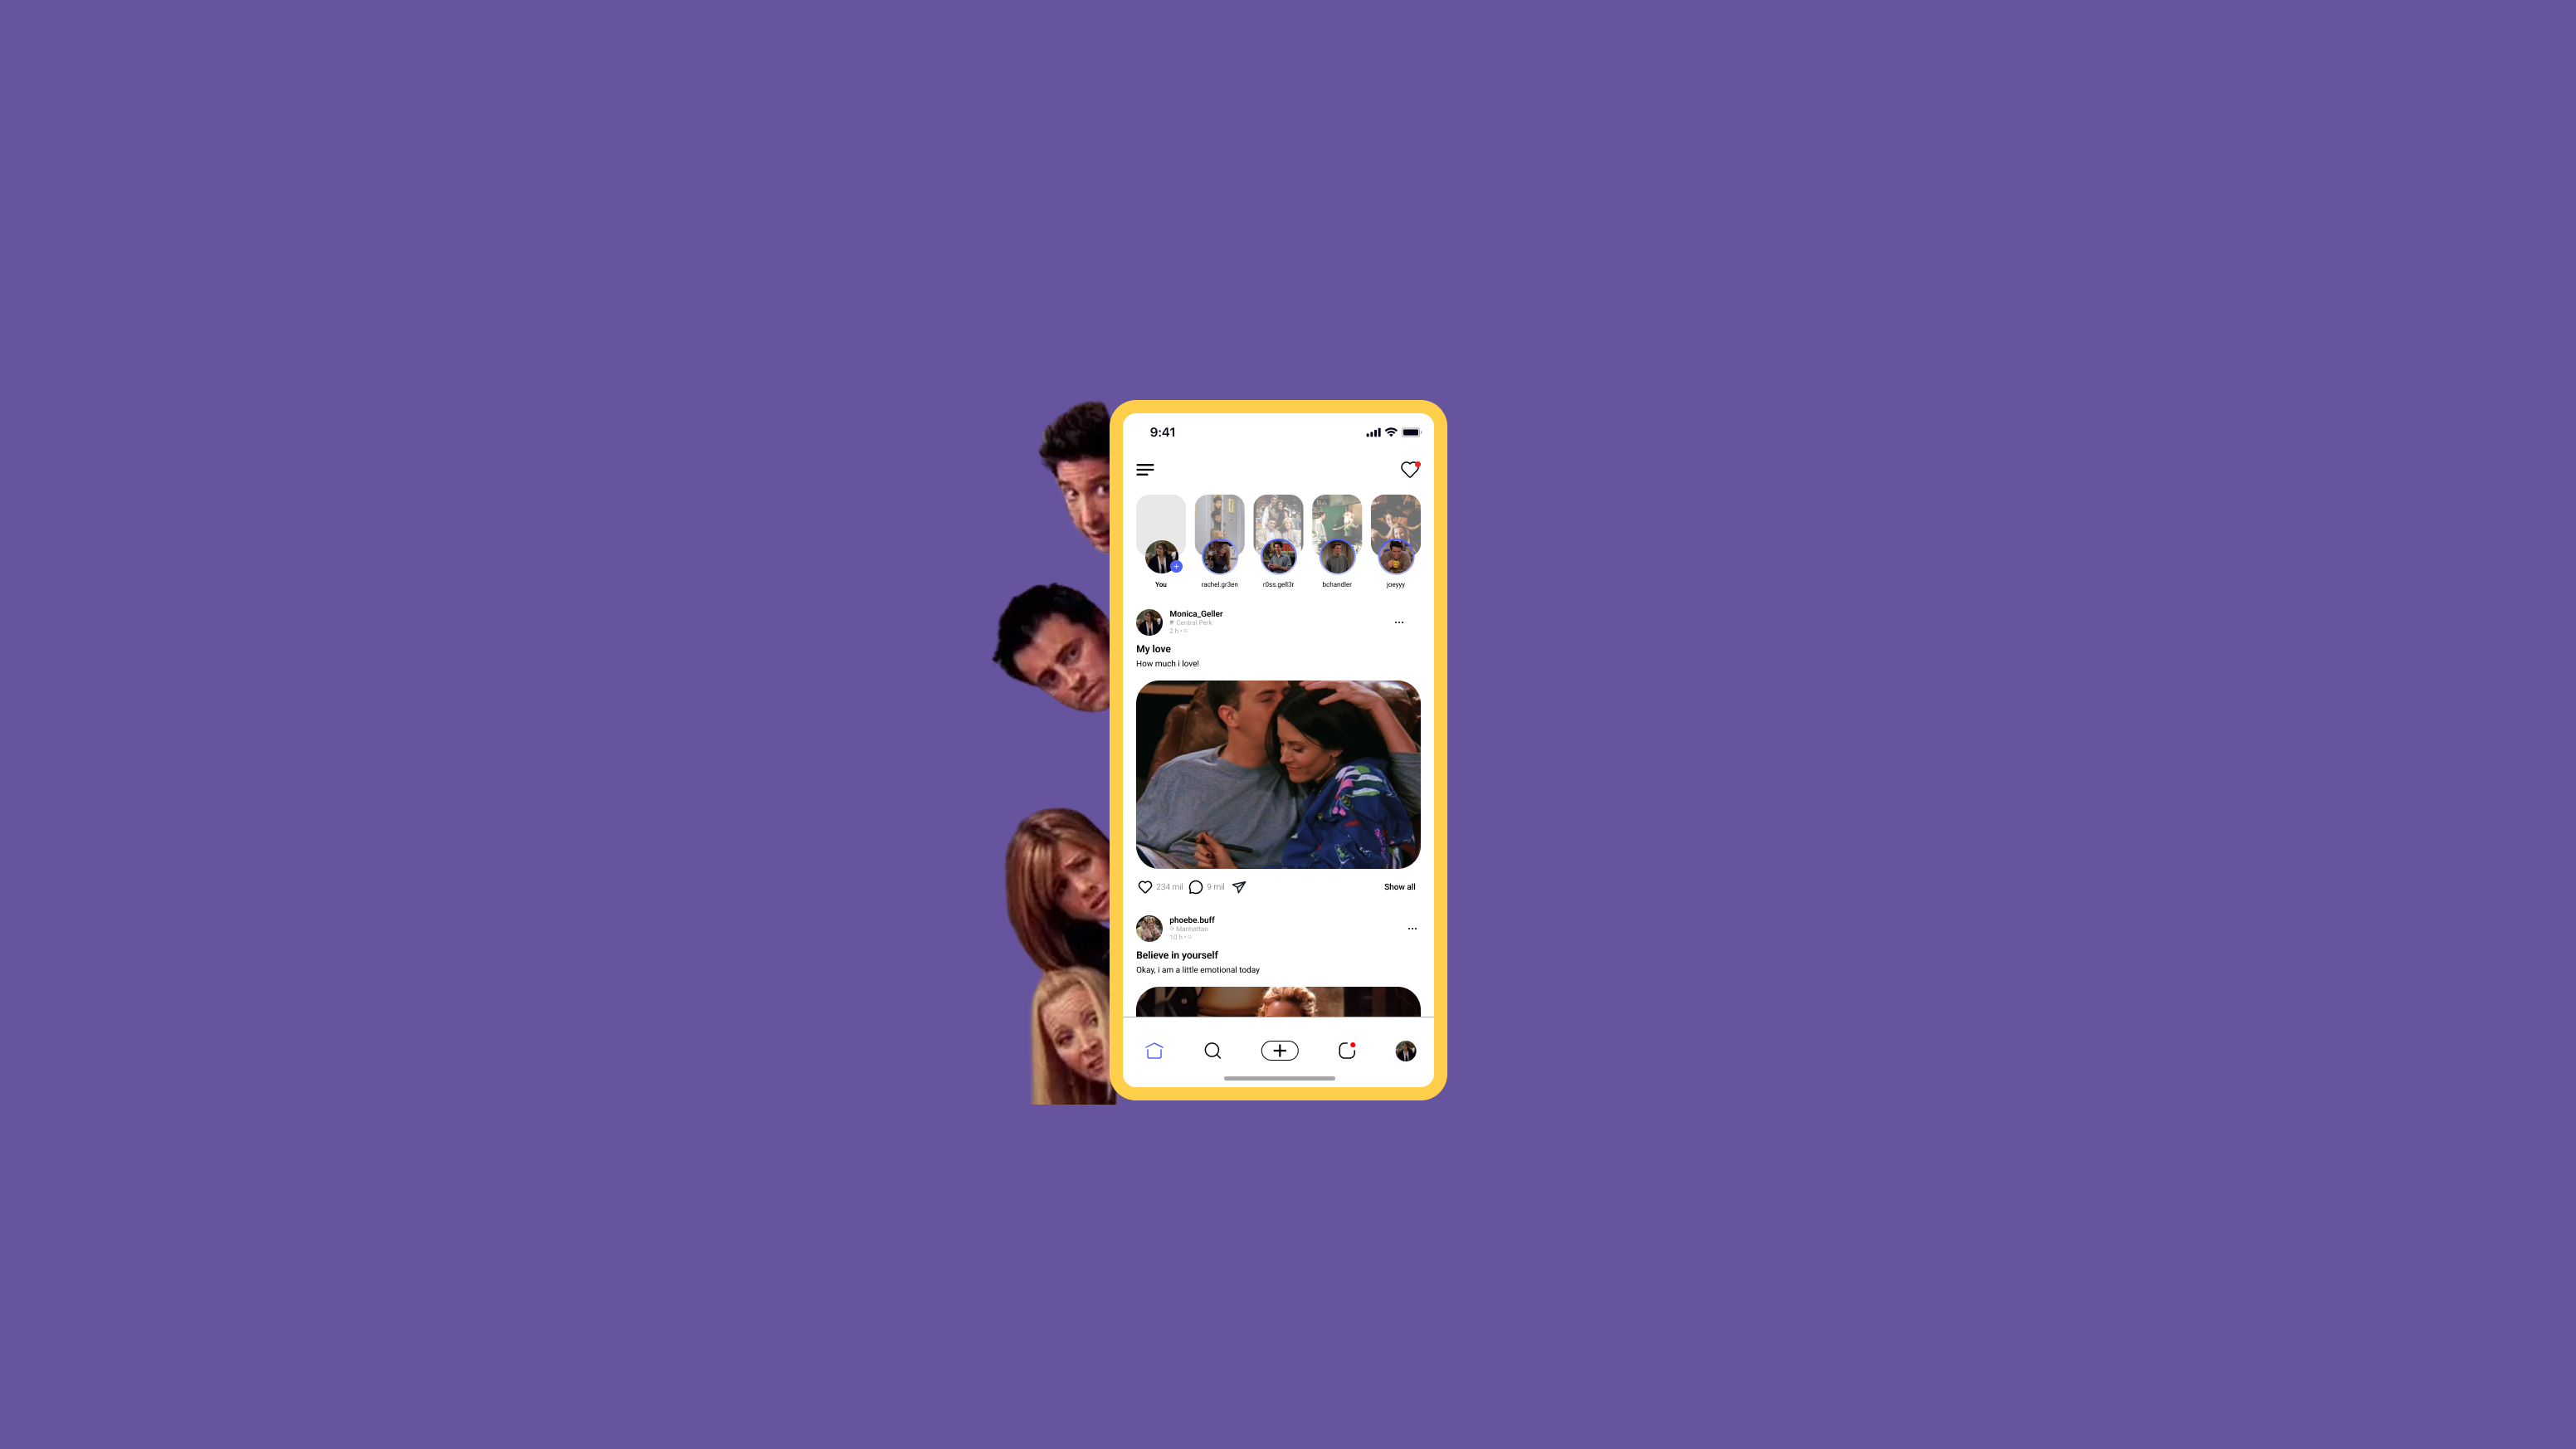 9:41
You
rachel.gr3en
r0ss.gell3r
bchandler
joeyyy
Monica_Geller
Central Perk
2 h •
My love
How much i love!
234 mil
9 mil
Show all
phoebe.buff
Manhattan
10 h •
Believe in yourself
Okay, i am a little emotional today